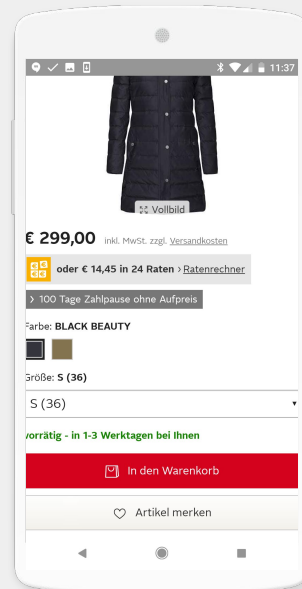 11:37
Vollbild
€ 299,00 inkl. MwSt. zzgl. Versandkosten
oder € 14,45 in 24 Raten › Ratenrechner
› 100 Tage Zahlpause ohne Aufpreis
Farbe: BLACK BEAUTY
Größe: S (36)
S (36)
vorrätig - in 1-3 Werktagen bei Ihnen
In den Warenkorb
Artikel merken